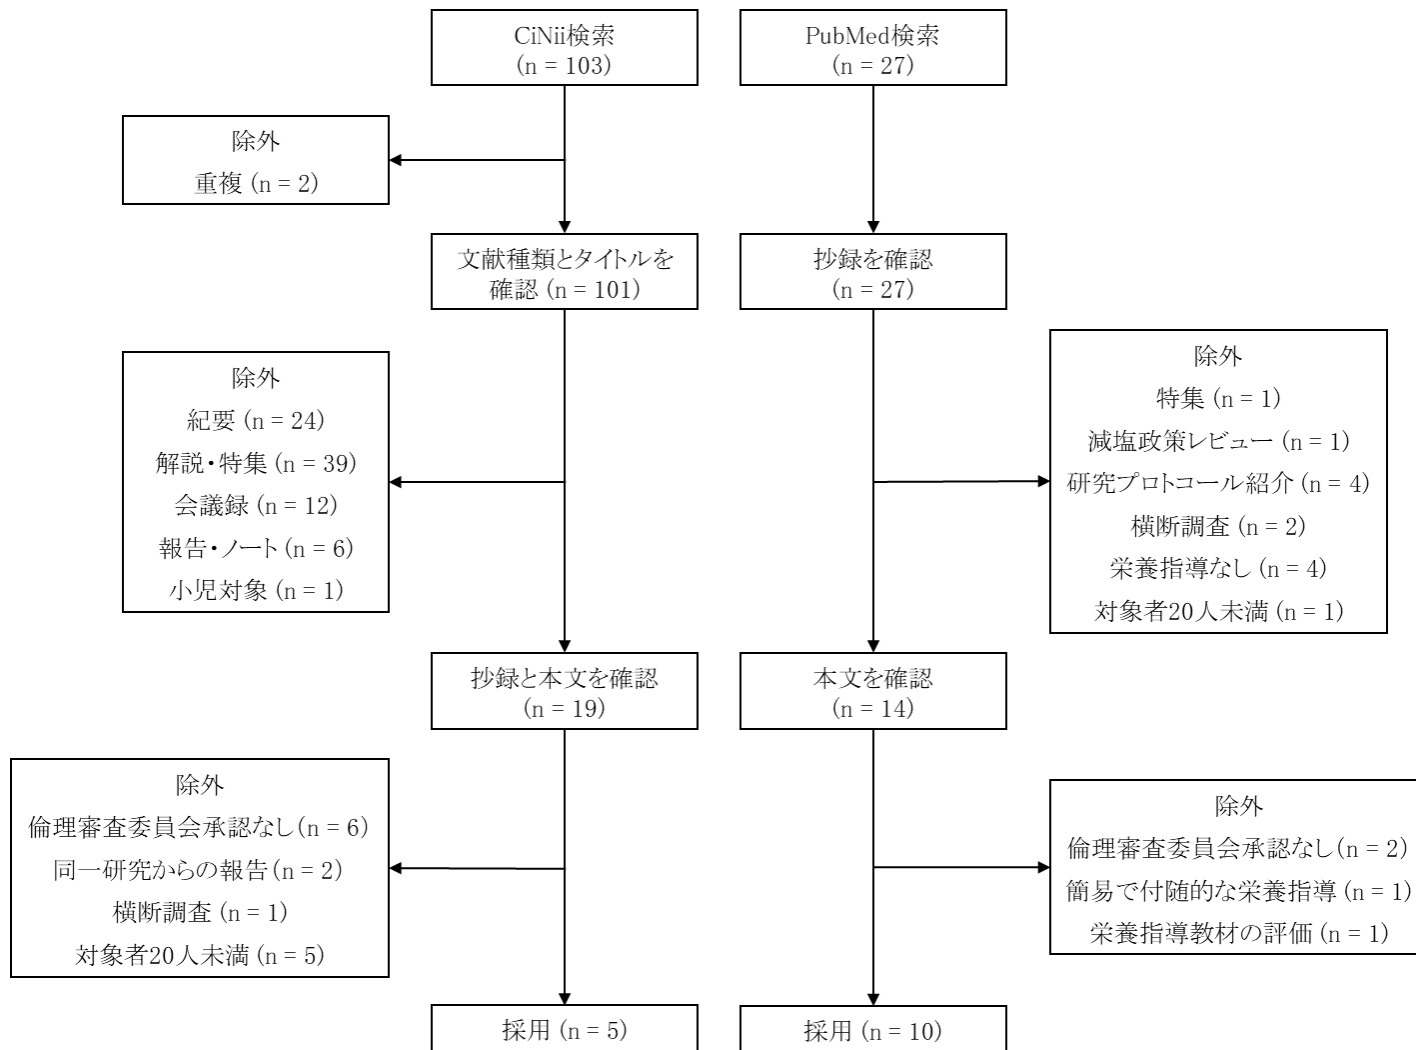 CiNii検索
(n = 103)
PubMed検索
(n = 27)
除外
重複 (n = 2)
文献種類とタイトルを
確認 (n = 101)
抄録を確認
(n = 27)
除外
紀要 (n = 24)
解説・特集 (n = 39)
会議録 (n = 12)
報告・ノート (n = 6)
小児対象 (n = 1)
除外
特集 (n = 1)
減塩政策レビュー (n = 1)
研究プロトコール紹介 (n = 4)
横断調査 (n = 2)
栄養指導なし (n = 4)
対象者20人未満 (n = 1)
抄録と本文を確認
(n = 19)
本文を確認
(n = 14)
除外
倫理審査委員会承認なし(n = 6)
同一研究からの報告(n = 2)
横断調査 (n = 1)
対象者20人未満 (n = 5)
除外
倫理審査委員会承認なし(n = 2)
簡易で付随的な栄養指導 (n = 1)
栄養指導教材の評価 (n = 1)
採用 (n = 5)
採用 (n = 10)